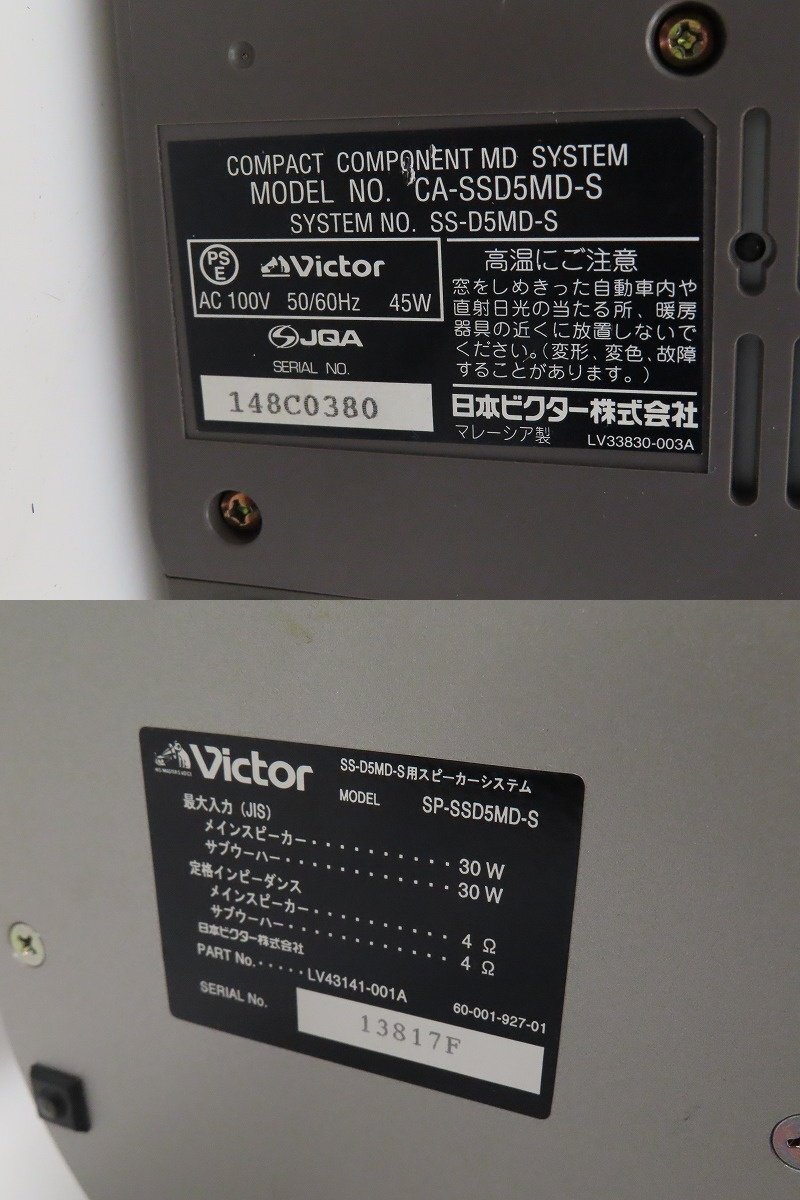 COMPACT COMPONENT MD SYSTEM
MODEL NO. CA-SSD5MD-S
SYSTEM NO. SS-D5MD-S
PS
E
Victor
AC 100V 50/60Hz 45W
JQA
SERIAL NO.
148C0380
高温にご注意
窓をしめきった自動車内や
直射日光の当たる所、暖房
器具の近くに放置しないで
ください。(変形、変色、故障
することがあります。)
日本ビクター株式会社
マレーシア製 LV33830-003A
HIS MASTER'S VOICE
Victor
SS-D5MD-S用スピーカーシステム
MODEL SP-SSD5MD-S
最大入力 (JIS)
メインスピーカー・・・・・・・・・・30 W
サブウーハー・・・・・・・・・・・・30 W
定格インピーダンス
メインスピーカー・・・・・・・・・・4 Ω
サブウーハー・・・・・・・・・・・・4 Ω
日本ビクター株式会社
PART No.・・・・・LV43141-001A
60-001-927-01
SERIAL No.
13817F